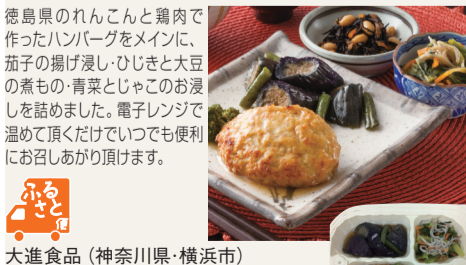 徳島県のれんこんと鶏肉で
作ったハンバーグをメインに、
茄子の揚げ浸し･ひじきと大豆
の煮もの･青菜とじゃこのお浸
しを詰めました。電子レンジで
温めて頂くだけでいつでも便利
にお召しあがり頂けます。
ふるさと便
大進食品（神奈川県･横浜市）